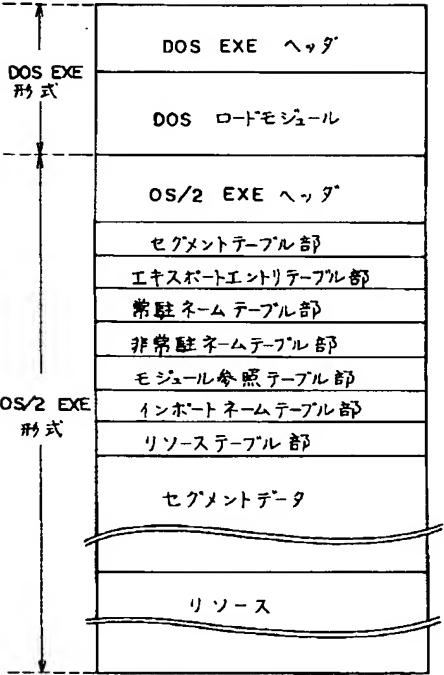 DOS EXE ヘッダ
DOS EXE
形式
DOS ロードモジュール
OS/2 EXE ヘッダ
セグメントテーブル部
エキスポートエントリテーブル部
常駐ネームテーブル部
非常駐ネームテーブル部
モジュール参照テーブル部
OS/2 EXE
形式
インポートネームテーブル部
リソーステーブル部
セグメントデータ
リソース